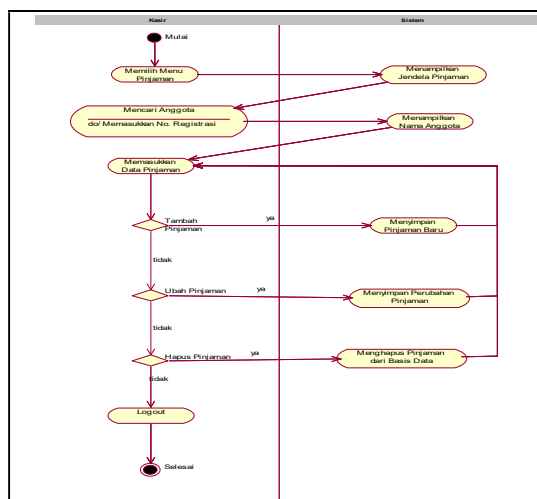 Kasir
Sistem
Mulai
Memilih Menu
Pinjaman
Menampilkan
Jendela Pinjaman
Mencari Anggota
do/ Memasukkan No. Registrasi
Menampilkan
Nama Anggota
Memasukkan
Data Pinjaman
Tambah
Pinjaman
ya
Menyimpan
Pinjaman Baru
tidak
Ubah Pinjaman
ya
Menyimpan Perubahan
Pinjaman
tidak
Hapus Pinjaman
ya
Menghapus Pinjaman
dari Basis Data
tidak
Logout
Selesai